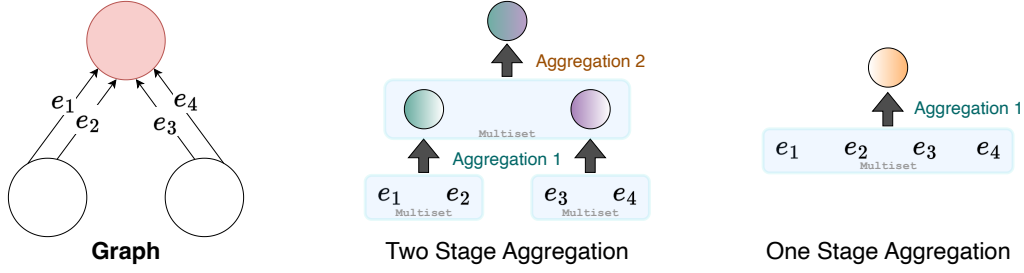 e1
e2
e4
e3
Graph
Aggregation 2
Multiset
Aggregation 1
e1 e2
Multiset
e3 e4
Multiset
Two Stage Aggregation
Aggregation 1
e1 e2 e3 e4
Multiset
One Stage Aggregation